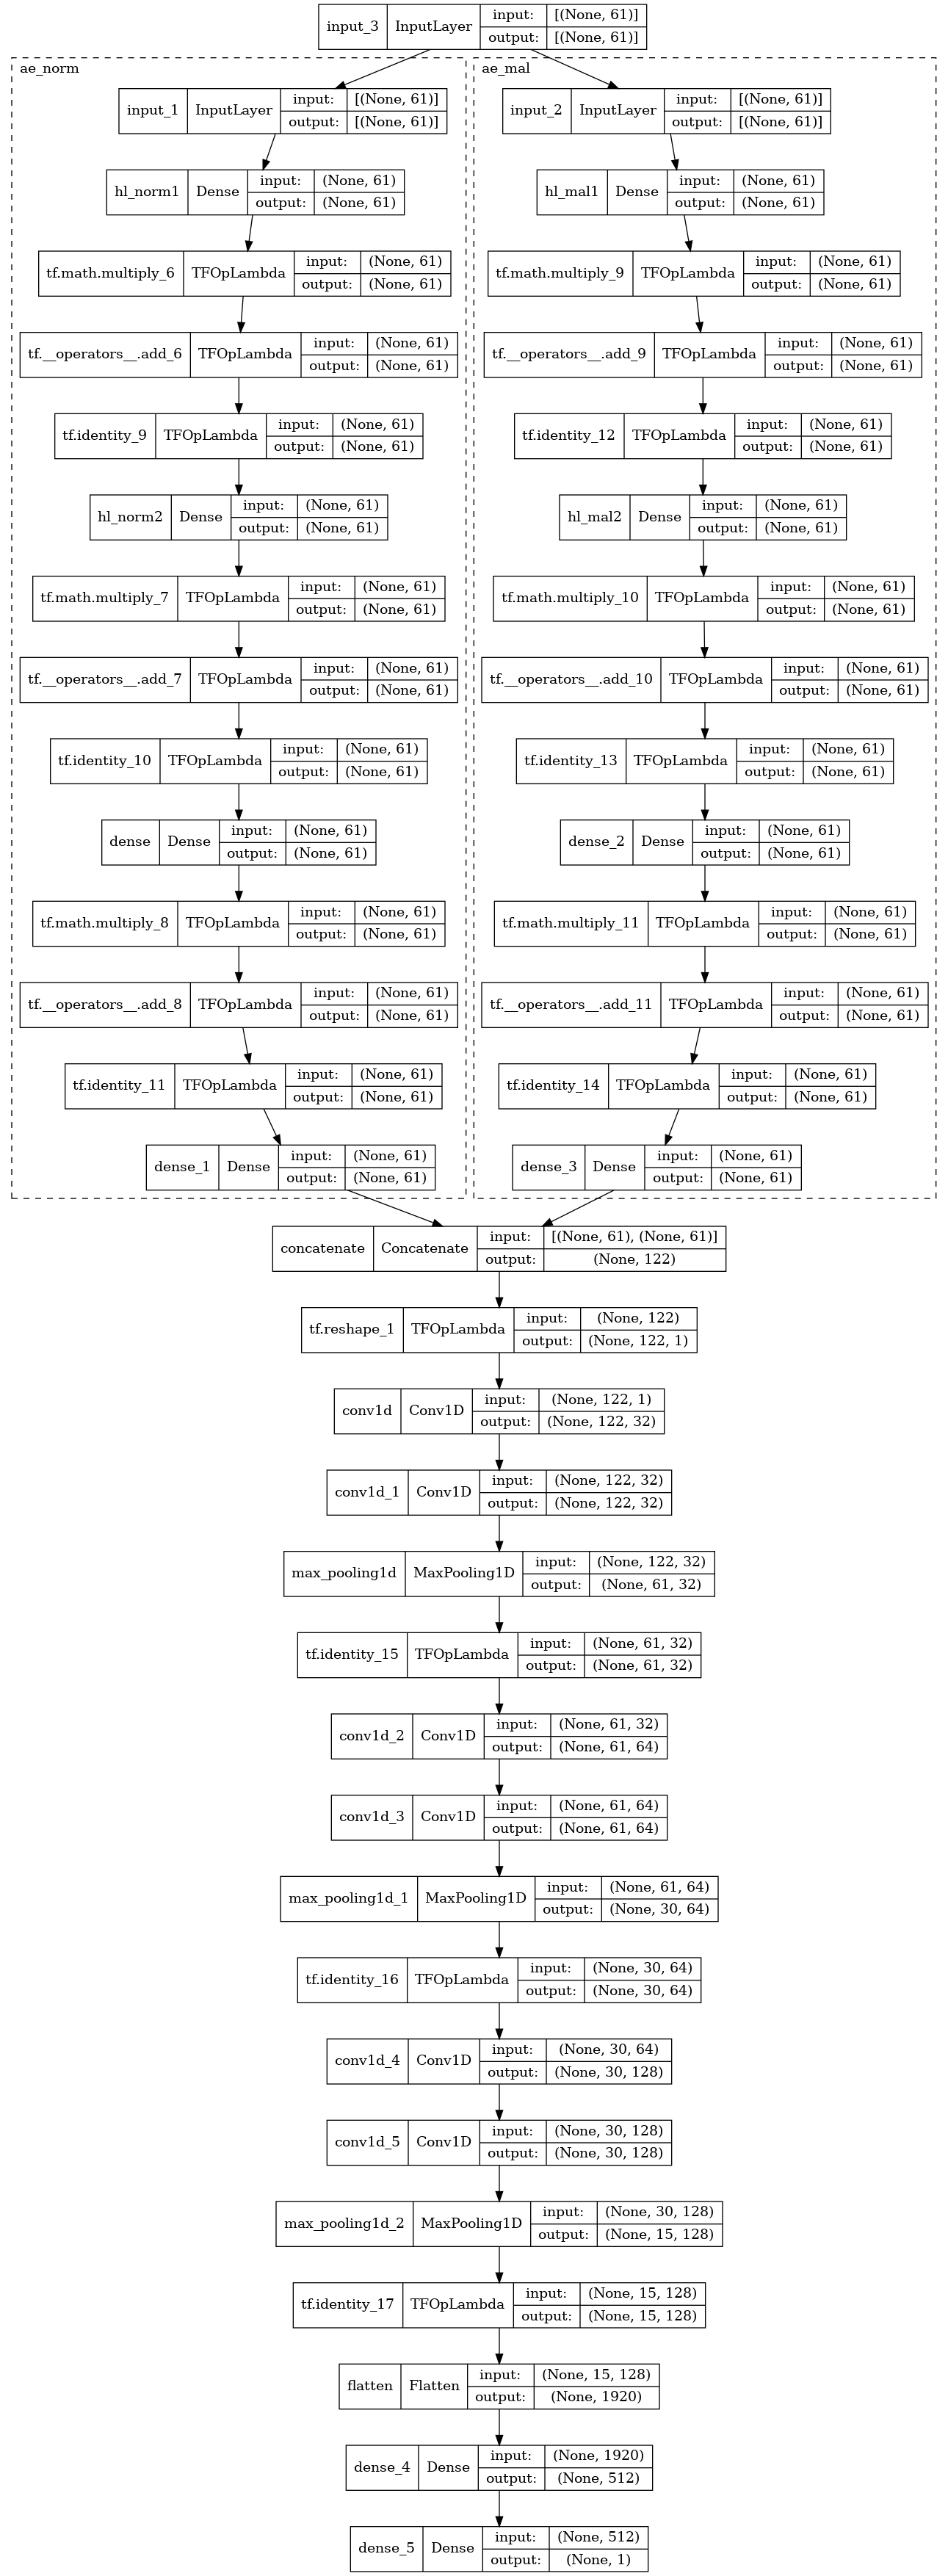 input_3 InputLayer input: [(None, 61)]
output: [(None, 61)]
ae_norm
input_1 InputLayer input: [(None, 61)]
output: [(None, 61)]
hl_norm1 Dense input: (None, 61)
output: (None, 61)
tf.math.multiply_6 TFOpLambda input: (None, 61)
output: (None, 61)
tf.__operators__.add_6 TFOpLambda input: (None, 61)
output: (None, 61)
tf.identity_9 TFOpLambda input: (None, 61)
output: (None, 61)
hl_norm2 Dense input: (None, 61)
output: (None, 61)
tf.math.multiply_7 TFOpLambda input: (None, 61)
output: (None, 61)
tf.__operators__.add_7 TFOpLambda input: (None, 61)
output: (None, 61)
tf.identity_10 TFOpLambda input: (None, 61)
output: (None, 61)
dense Dense input: (None, 61)
output: (None, 61)
tf.math.multiply_8 TFOpLambda input: (None, 61)
output: (None, 61)
tf.__operators__.add_8 TFOpLambda input: (None, 61)
output: (None, 61)
tf.identity_11 TFOpLambda input: (None, 61)
output: (None, 61)
dense_1 Dense input: (None, 61)
output: (None, 61)
ae_mal
input_2 InputLayer input: [(None, 61)]
output: [(None, 61)]
hl_mal1 Dense input: (None, 61)
output: (None, 61)
tf.math.multiply_9 TFOpLambda input: (None, 61)
output: (None, 61)
tf.__operators__.add_9 TFOpLambda input: (None, 61)
output: (None, 61)
tf.identity_12 TFOpLambda input: (None, 61)
output: (None, 61)
hl_mal2 Dense input: (None, 61)
output: (None, 61)
tf.math.multiply_10 TFOpLambda input: (None, 61)
output: (None, 61)
tf.__operators__.add_10 TFOpLambda input: (None, 61)
output: (None, 61)
tf.identity_13 TFOpLambda input: (None, 61)
output: (None, 61)
dense_2 Dense input: (None, 61)
output: (None, 61)
tf.math.multiply_11 TFOpLambda input: (None, 61)
output: (None, 61)
tf.__operators__.add_11 TFOpLambda input: (None, 61)
output: (None, 61)
tf.identity_14 TFOpLambda input: (None, 61)
output: (None, 61)
dense_3 Dense input: (None, 61)
output: (None, 61)
concatenate Concatenate input: [(None, 61), (None, 61)]
output: (None, 122)
tf.reshape_1 TFOpLambda input: (None, 122)
output: (None, 122, 1)
conv1d Conv1D input: (None, 122, 1)
output: (None, 122, 32)
conv1d_1 Conv1D input: (None, 122, 32)
output: (None, 122, 32)
max_pooling1d MaxPooling1D input: (None, 122, 32)
output: (None, 61, 32)
tf.identity_15 TFOpLambda input: (None, 61, 32)
output: (None, 61, 32)
conv1d_2 Conv1D input: (None, 61, 32)
output: (None, 61, 64)
conv1d_3 Conv1D input: (None, 61, 64)
output: (None, 61, 64)
max_pooling1d_1 MaxPooling1D input: (None, 61, 64)
output: (None, 30, 64)
tf.identity_16 TFOpLambda input: (None, 30, 64)
output: (None, 30, 64)
conv1d_4 Conv1D input: (None, 30, 64)
output: (None, 30, 128)
conv1d_5 Conv1D input: (None, 30, 128)
output: (None, 30, 128)
max_pooling1d_2 MaxPooling1D input: (None, 30, 128)
output: (None, 15, 128)
tf.identity_17 TFOpLambda input: (None, 15, 128)
output: (None, 15, 128)
flatten Flatten input: (None, 15, 128)
output: (None, 1920)
dense_4 Dense input: (None, 1920)
output: (None, 512)
dense_5 Dense input: (None, 512)
output: (None, 1)